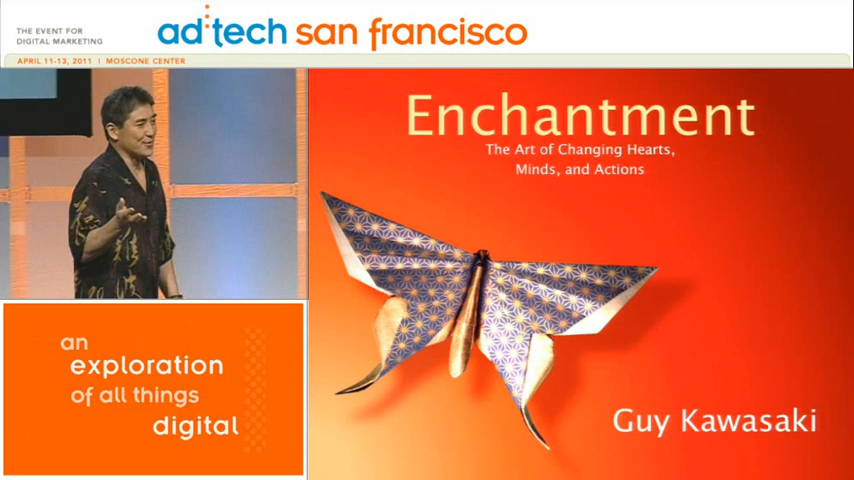 THE EVENT FOR
DIGITAL MARKETING
ad:tech san francisco
APRIL 11-13, 2011 | MOSCONE CENTER
Enchantment
The Art of Changing Hearts,
Minds, and Actions
an
exploration
of all things
digital
Guy Kawasaki